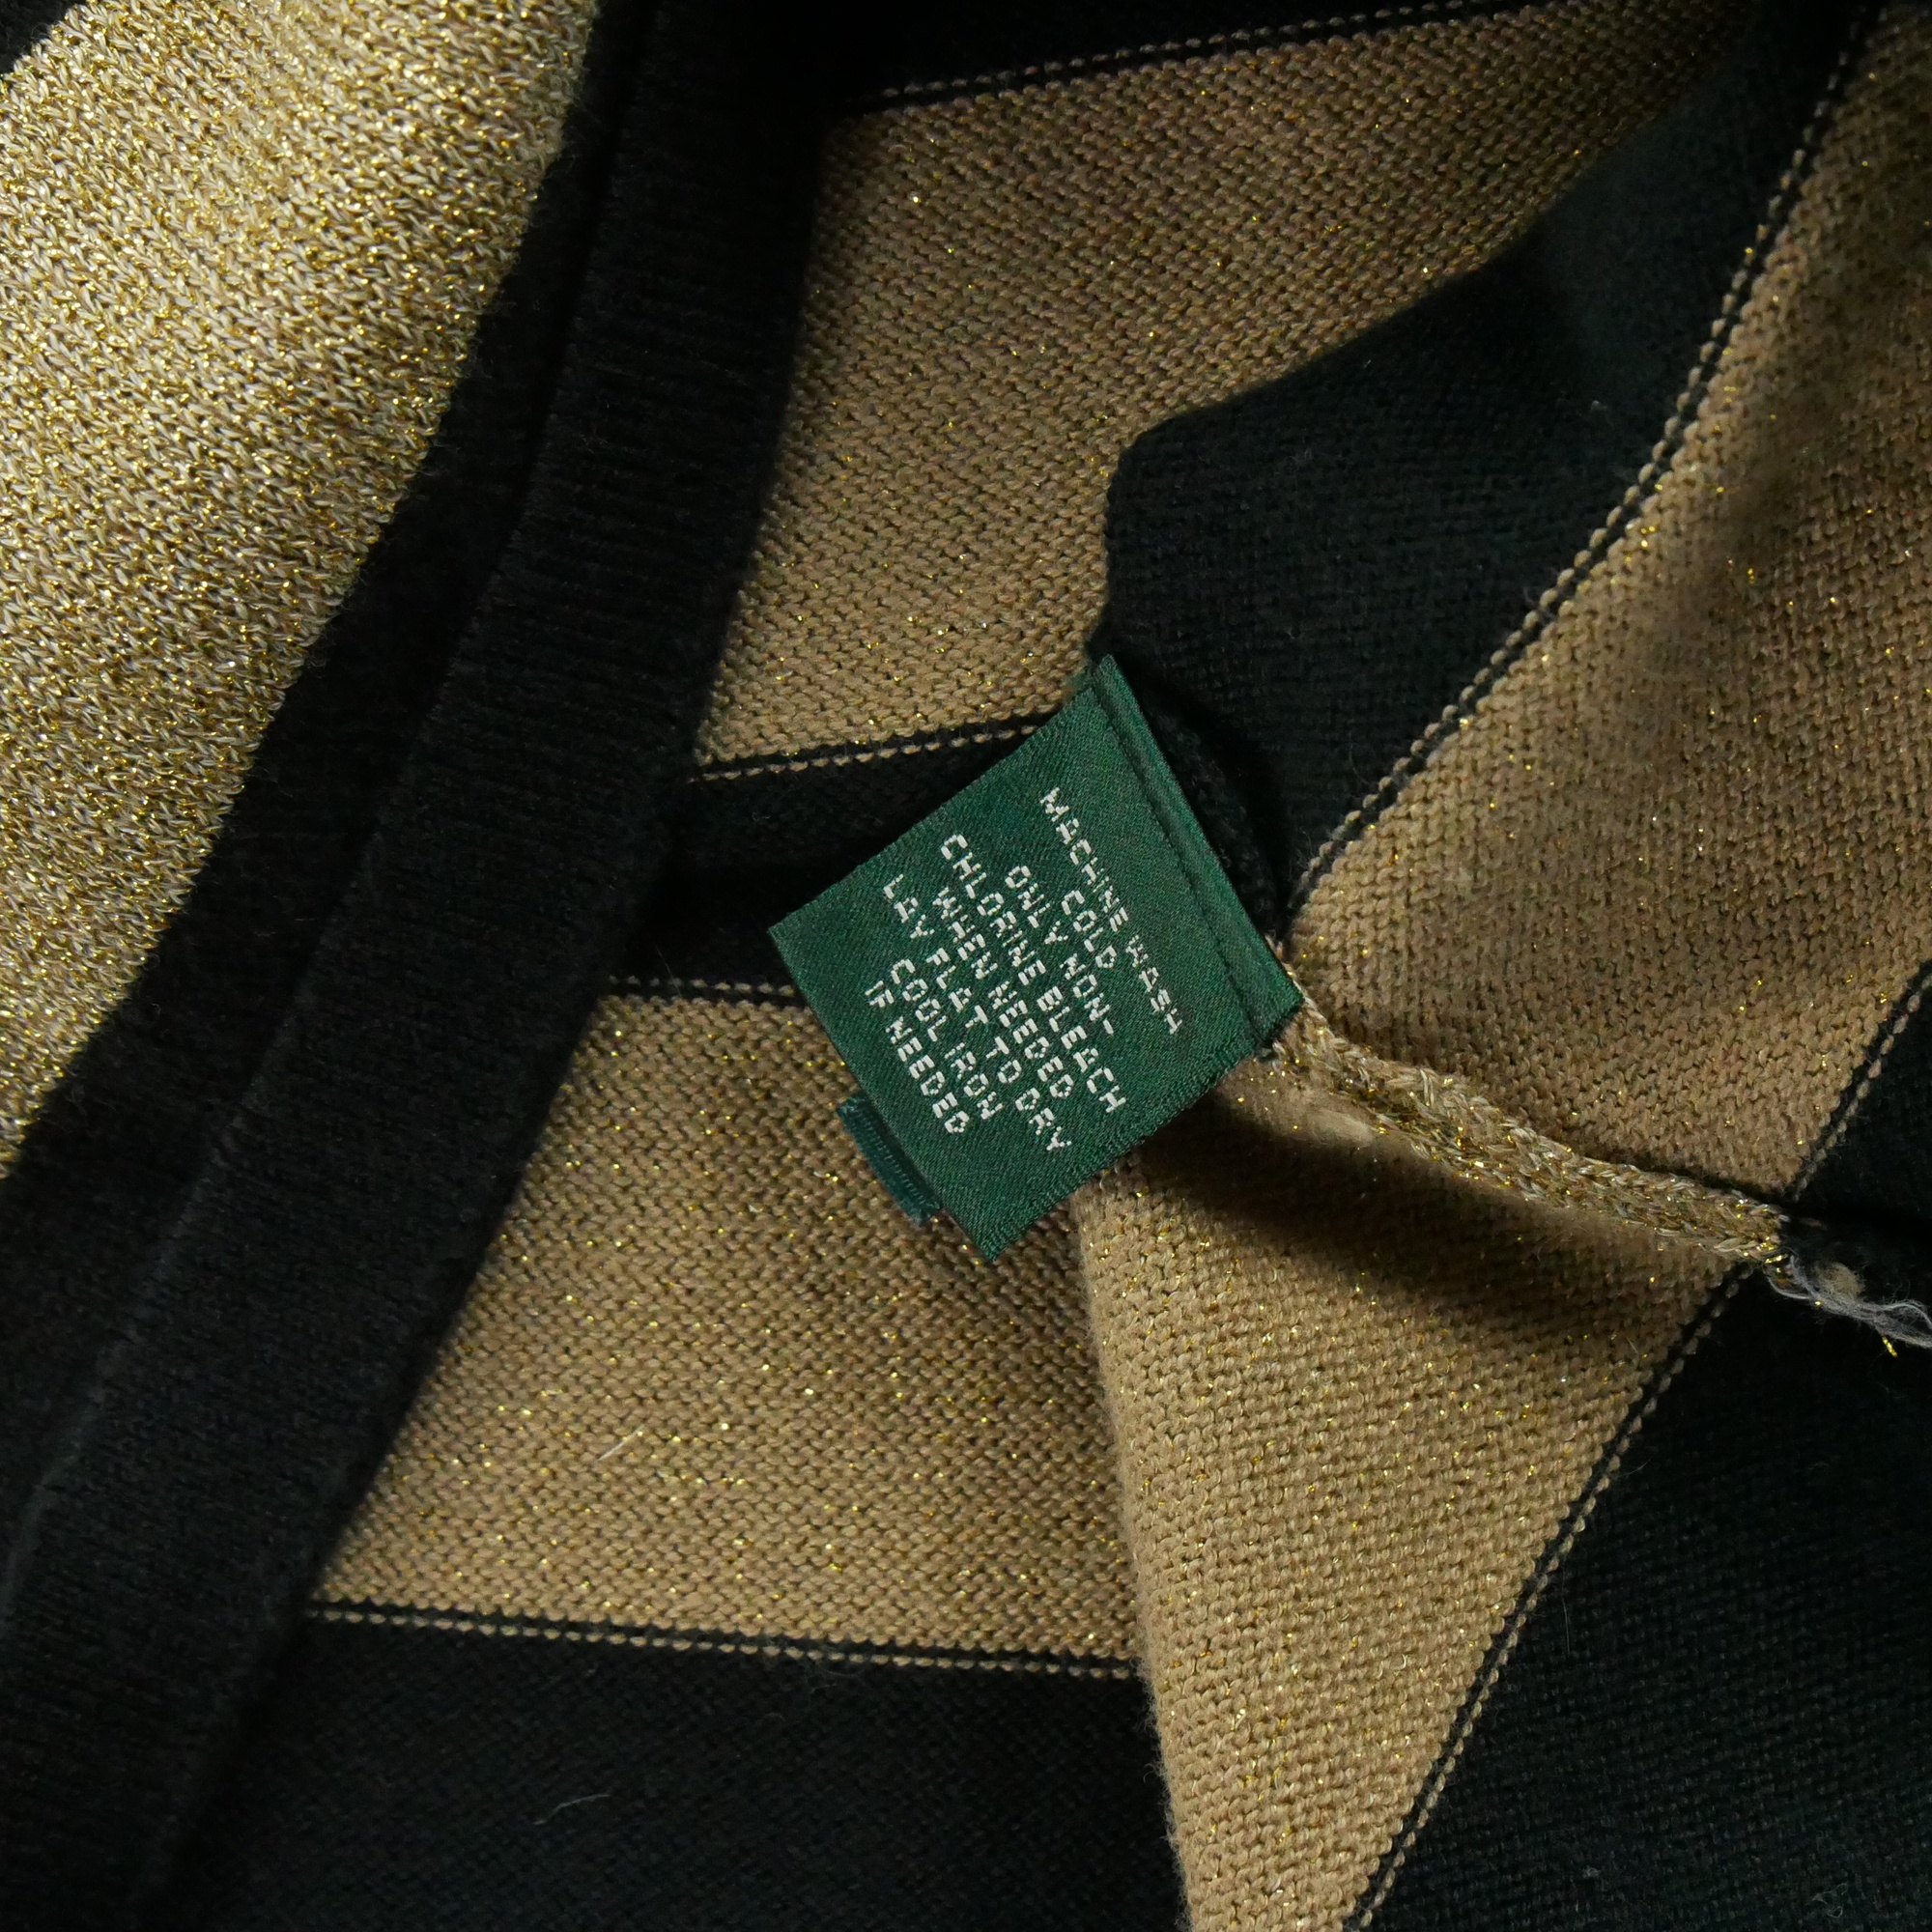 MACHINE WASH
COLD
ONLY NON-
CHLORINE BLEACH
WHEN NEEDED
LAY FLAT TO DRY
COOL IRON
IF NEEDED